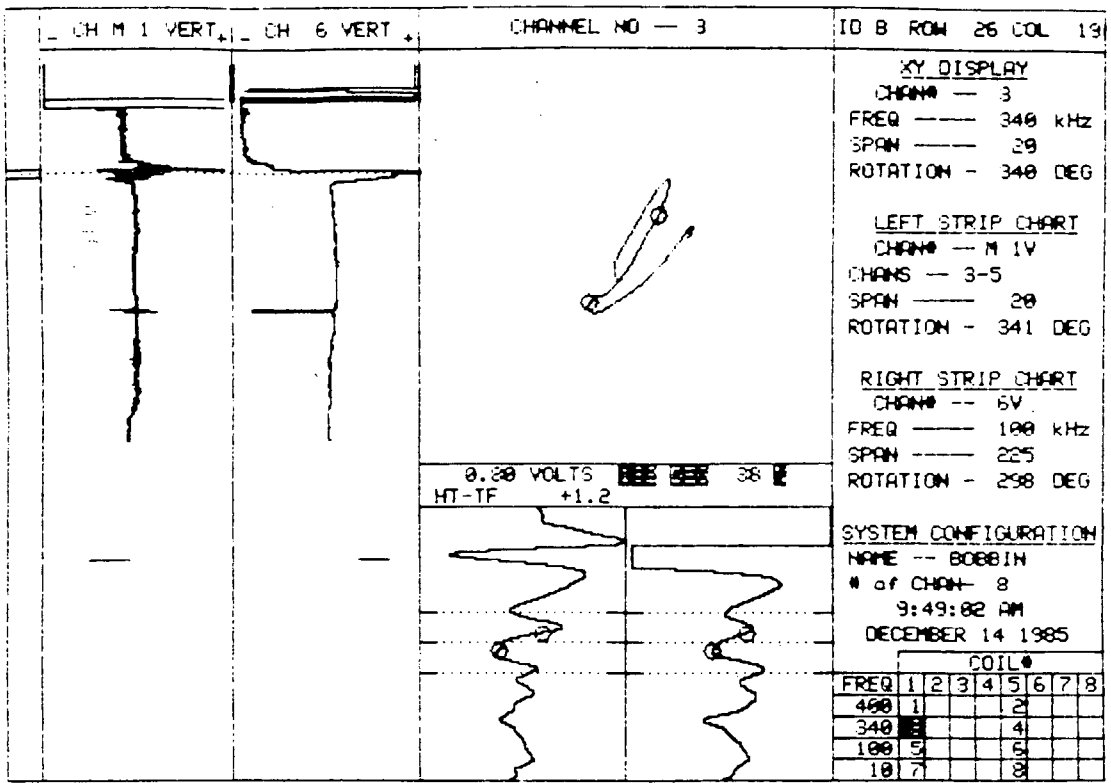 _ CH M 1 VERT +
_ CH 6 VERT +
CHANNEL NO — 3
ID B ROW 26 COL 19
XY DISPLAY
CHAN# — 3
FREQ —— 340 kHz
SPAN —— 20
ROTATION - 340 DEG
LEFT STRIP CHART
CHAN# — M 1V
CHANS — 3-5
SPAN —— 20
ROTATION - 341 DEG
RIGHT STRIP CHART
CHAN# -- 6V
FREQ —— 100 kHz
SPAN —— 225
ROTATION - 298 DEG
0.80 VOLTS
HT-TF +1.2
SYSTEM CONFIGURATION
NAME -- BOBBIN
# of CHAN- 8
9:49:02 AM
DECEMBER 14 1985
COIL#
FREQ 1 2 3 4 5 6 7 8
400 1 2
340 4
100 5 6
10 7 8